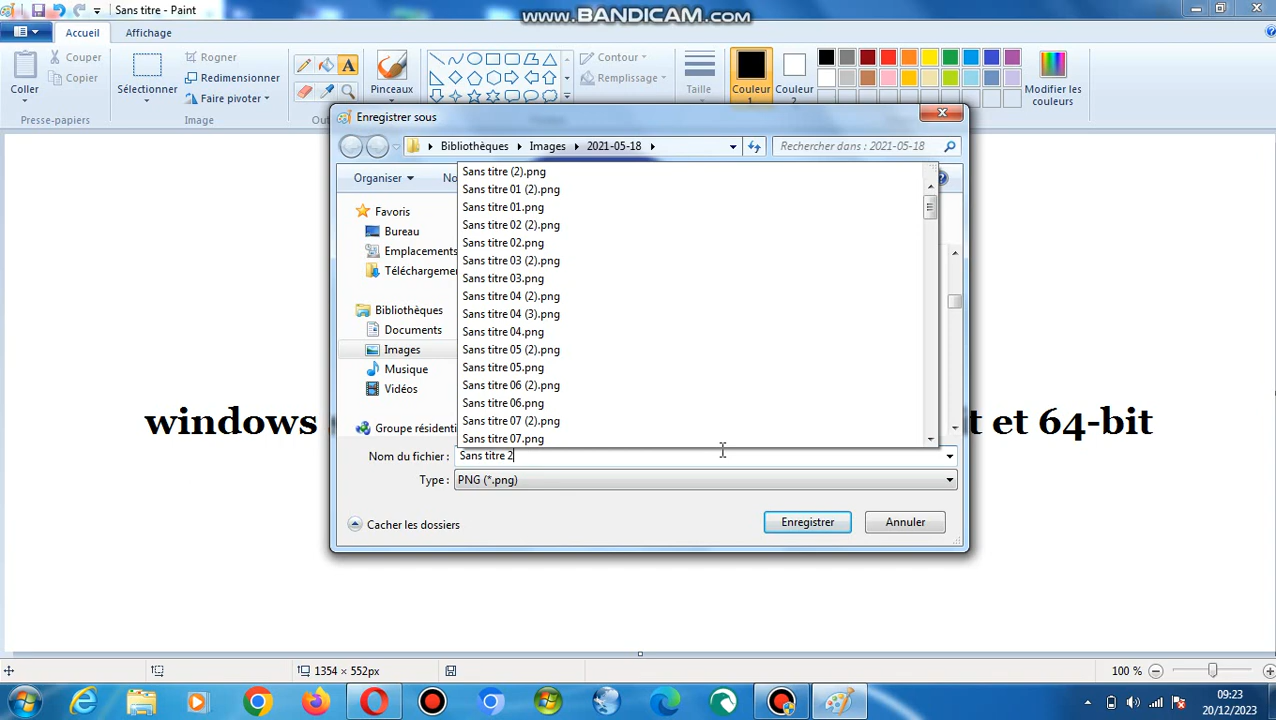 Sans titre - Paint
www.BANDICAM.com
Accueil
Affichage
Coller
Couper
Copier
Presse-papiers
Sélectionner
Rogner
Redimensionner
Faire pivoter
Image
A
Pinceaux
Contour
Remplissage
Taille
Couleur 1
Couleur 2
Modifier les couleurs
Enregistrer sous
Bibliothèques
Images
2021-05-18
Rechercher dans : 2021-05-18
Organiser
Favoris
Bureau
Emplacements
Téléchargemen
Bibliothèques
Documents
Images
Musique
Vidéos
Groupe résidenti
Sans titre (2).png
Sans titre 01 (2).png
Sans titre 01.png
Sans titre 02 (2).png
Sans titre 02.png
Sans titre 03 (2).png
Sans titre 03.png
Sans titre 04 (2).png
Sans titre 04 (3).png
Sans titre 04.png
Sans titre 05 (2).png
Sans titre 05.png
Sans titre 06 (2).png
Sans titre 06.png
Sans titre 07 (2).png
Sans titre 07.png
windows
t et 64-bit
Nom du fichier :
Sans titre 2
Type :
PNG (*.png)
Cacher les dossiers
Enregistrer
Annuler
1354 × 552px
100 %
09:23
20/12/2023